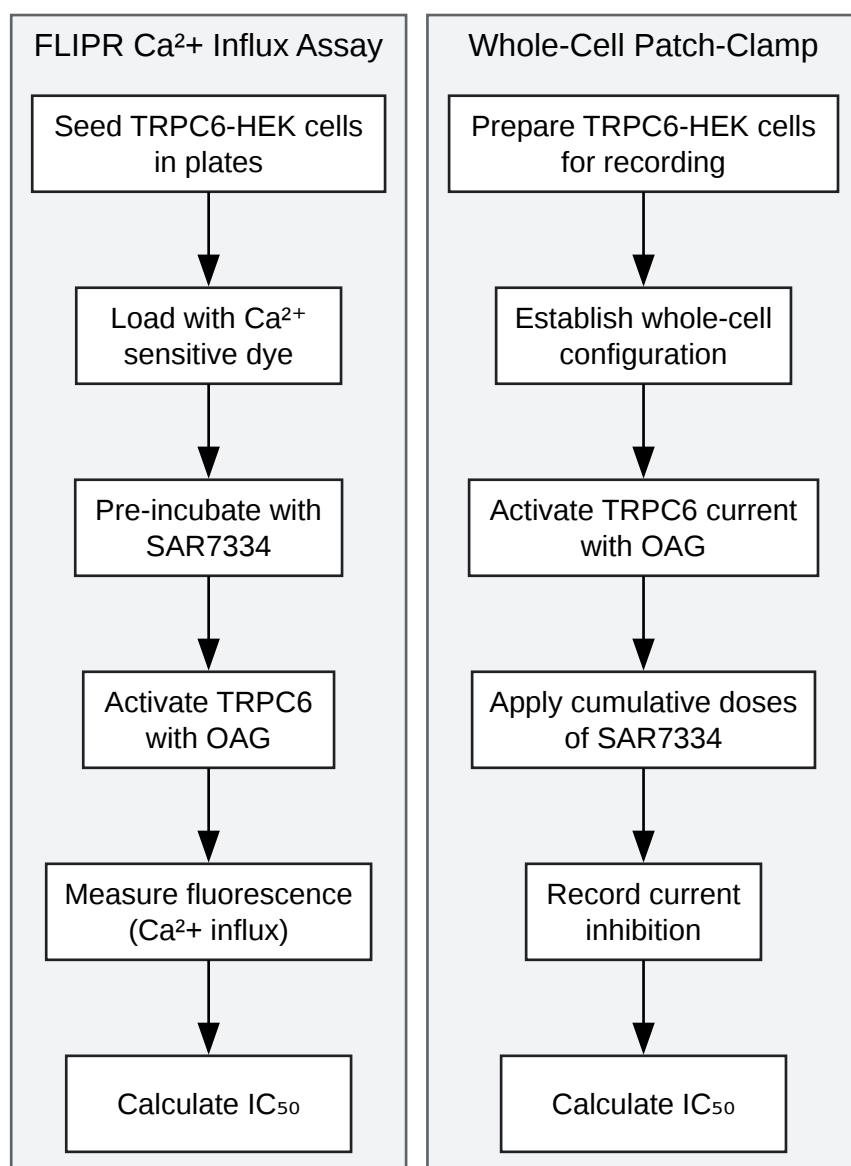 FLIPR Ca²+ Influx Assay
Seed TRPC6-HEK cells
in plates
Load with Ca²⁺
sensitive dye
Pre-incubate with
SAR7334
Activate TRPC6
with OAG
Measure fluorescence
(Ca²+ influx)
Calculate IC₅₀
Whole-Cell Patch-Clamp
Prepare TRPC6-HEK cells
for recording
Establish whole-cell
configuration
Activate TRPC6 current
with OAG
Apply cumulative doses
of SAR7334
Record current
inhibition
Calculate IC₅₀